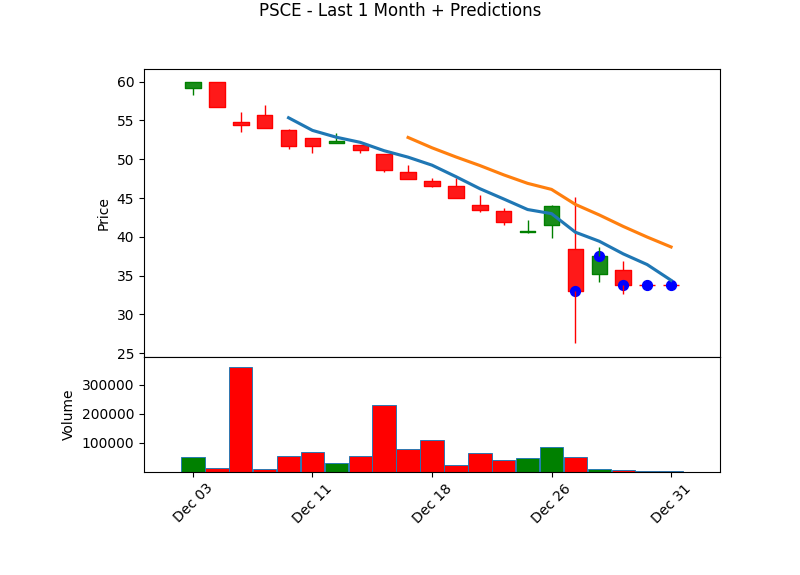 PSCE - Last 1 Month + Predictions
60
55
50
45
40
35
30
25
Price
300000
200000
100000
Volume
Dec 03
Dec 11
Dec 18
Dec 26
Dec 31